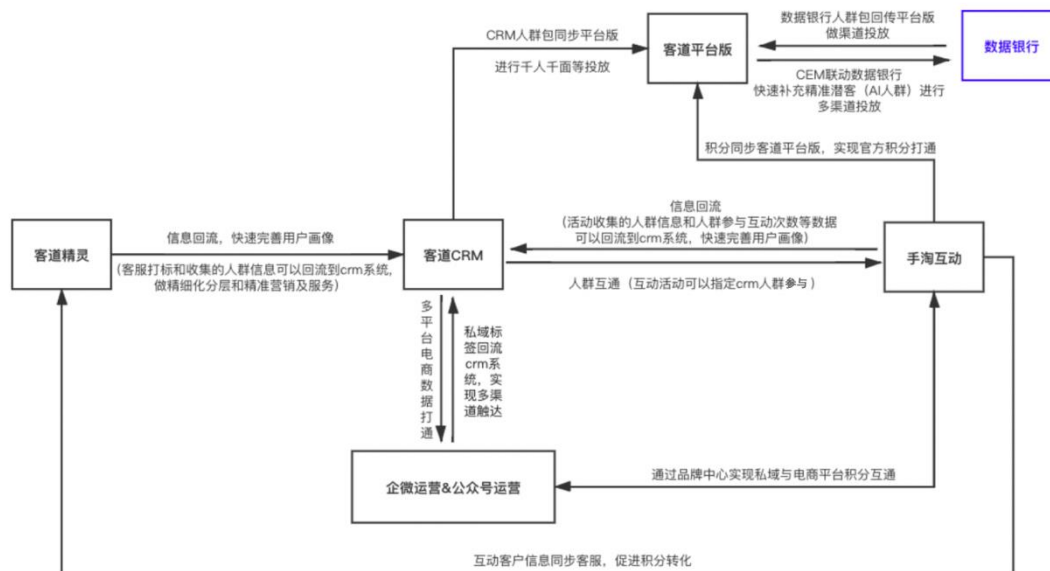 数据银行人群包回传平台版
做渠道投放
CRM人群包同步平台版
客道平台版
数据银行
进行千人千面等投放
CEM联动数据银行
快速补充精准潜客（AI人群）进行
多渠道投放
积分同步客道平台版，实现官方积分打通
信息回流
（活动收集的人群信息和人群参与互动次数等数据
可以回流到crm系统，快速完善用户画像）
信息回流，快速完善用户画像
客道精灵
客道CRM
手淘互动
（客服打标和收集的人群信息可以回流到crm系统，
做精细化分层和精准营销及服务）
人群互通（互动活动可以指定crm人群参与）
多平台电商数据打通
私域标
签回流
crm系
统，实
现多渠
道触达
企微运营&公众号运营
通过品牌中心实现私域与电商平台积分互通
互动客户信息同步客服，促进积分转化